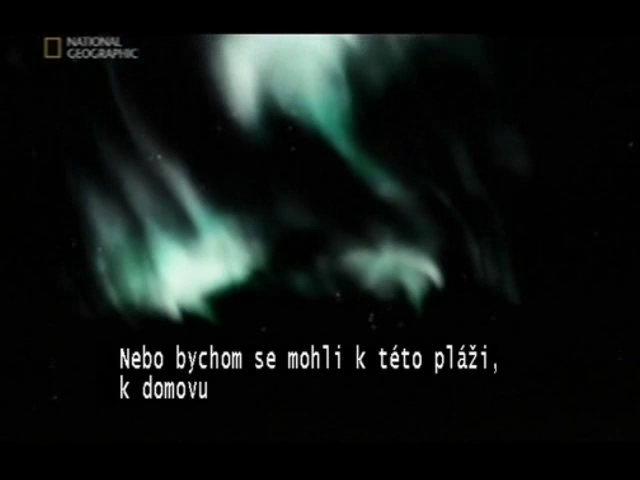 NATIONAL
GEOGRAPHIC
Nebo bychom se mohli k této pláži,
k domovu